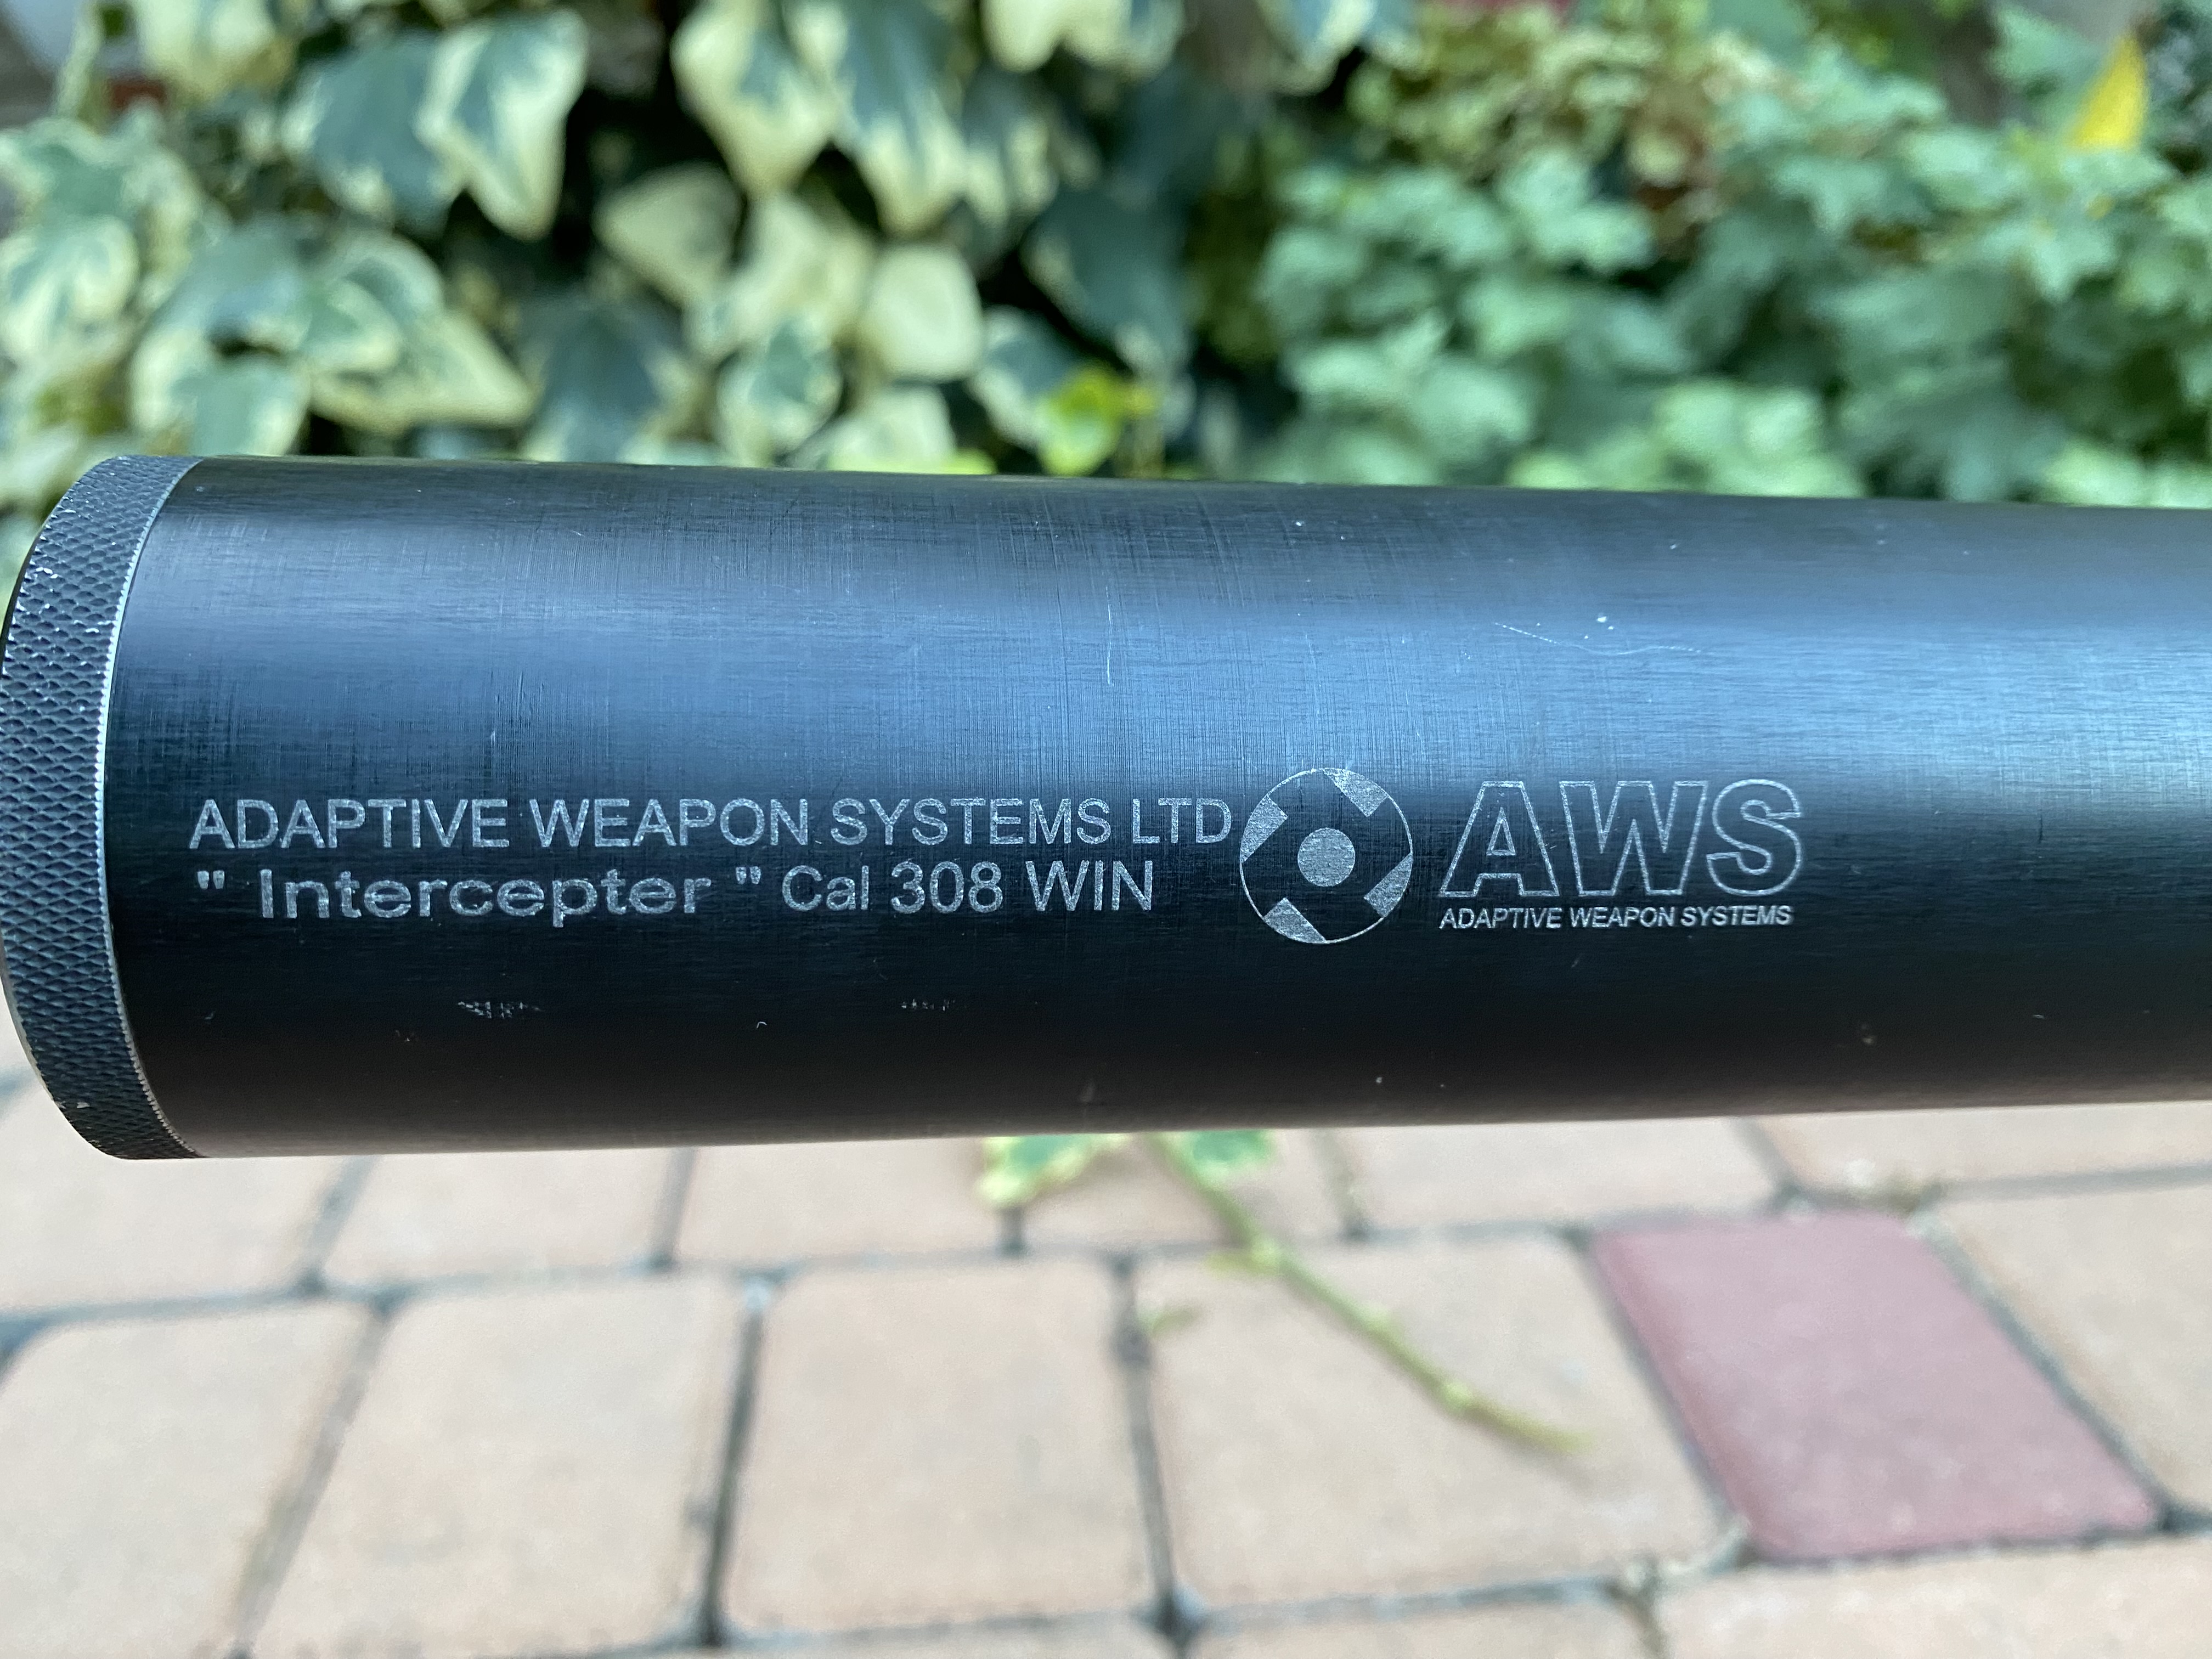 ADAPTIVE WEAPON SYSTEMS LTD
" Intercepter " Cal 308 WIN
AWS
ADAPTIVE WEAPON SYSTEMS